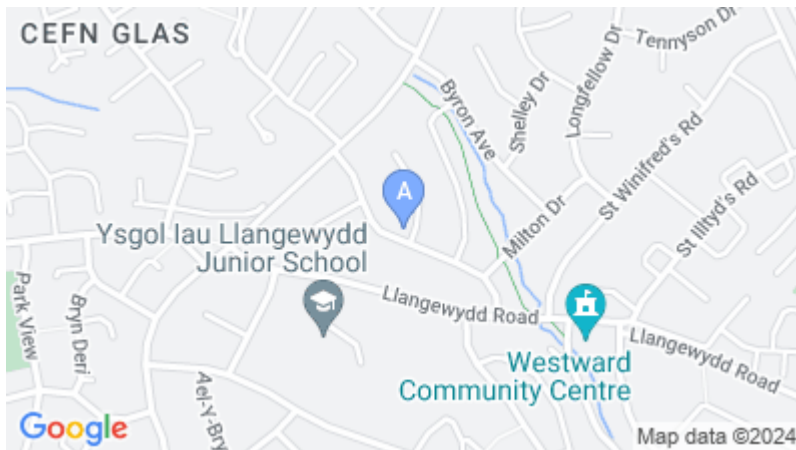 CEFN GLAS
Tennyson Dr
Longfellow Dr
Shelley Dr
Byron Ave
St Winifred's Rd
A
St Illtyd's Rd
Milton Dr
Ysgol Iau Llangewydd
Junior School
Park View
Bryn Deri
Llangewydd Road
Llangewydd Road
Westward
Community Centre
Ael-Y-Bry
Google
Map data ©2024